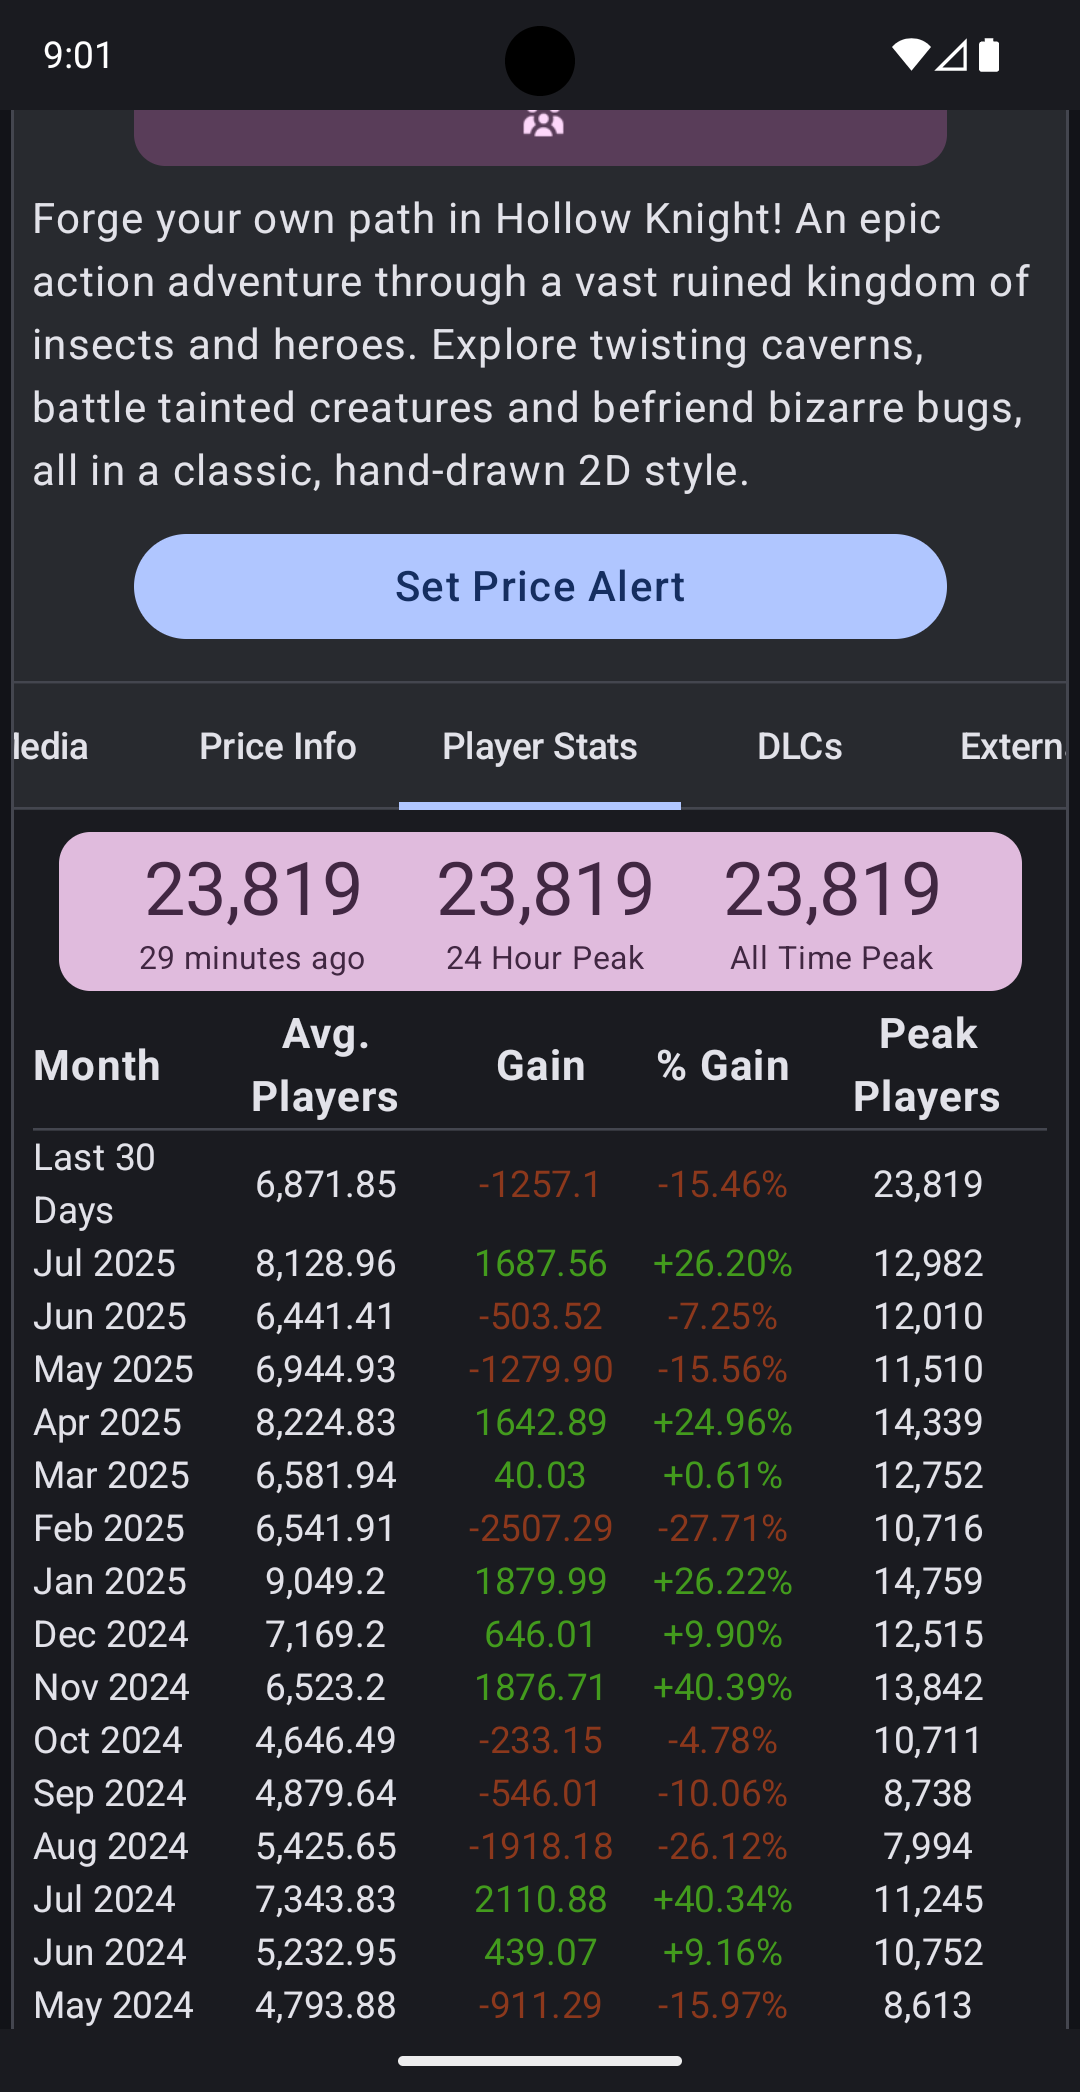 9:01
Forge your own path in Hollow Knight! An epic
action adventure through a vast ruined kingdom of
insects and heroes. Explore twisting caverns,
battle tainted creatures and befriend bizarre bugs,
all in a classic, hand-drawn 2D style.
Set Price Alert
ledia Price Info Player Stats DLCs Extern
23,819 23,819 23,819
29 minutes ago 24 Hour Peak All Time Peak
Month Avg. Players Gain % Gain Peak Players
Last 30 Days 6,871.85 -1257.1 -15.46% 23,819
Jul 2025 8,128.96 1687.56 +26.20% 12,982
Jun 2025 6,441.41 -503.52 -7.25% 12,010
May 2025 6,944.93 -1279.90 -15.56% 11,510
Apr 2025 8,224.83 1642.89 +24.96% 14,339
Mar 2025 6,581.94 40.03 +0.61% 12,752
Feb 2025 6,541.91 -2507.29 -27.71% 10,716
Jan 2025 9,049.2 1879.99 +26.22% 14,759
Dec 2024 7,169.2 646.01 +9.90% 12,515
Nov 2024 6,523.2 1876.71 +40.39% 13,842
Oct 2024 4,646.49 -233.15 -4.78% 10,711
Sep 2024 4,879.64 -546.01 -10.06% 8,738
Aug 2024 5,425.65 -1918.18 -26.12% 7,994
Jul 2024 7,343.83 2110.88 +40.34% 11,245
Jun 2024 5,232.95 439.07 +9.16% 10,752
May 2024 4,793.88 -911.29 -15.97% 8,613